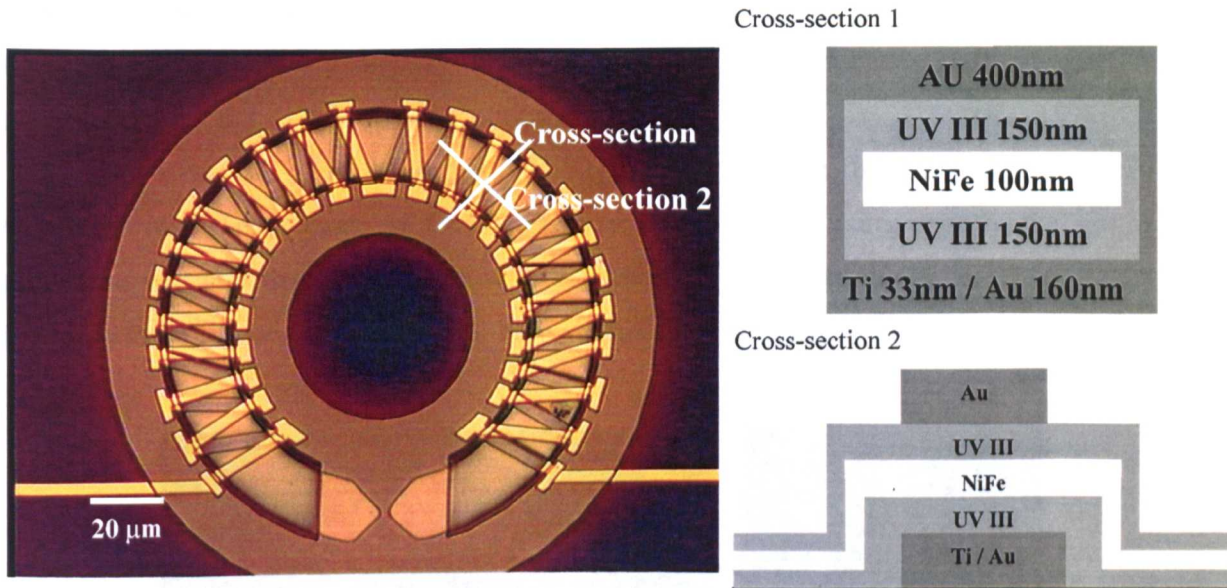 Cross-section
Cross-section 2
20 μm
Cross-section 1
AU 400nm
UV III 150nm
NiFe 100nm
UV III 150nm
Ti 33nm / Au 160nm
Cross-section 2
Au
UV III
NiFe
UV III
Ti / Au